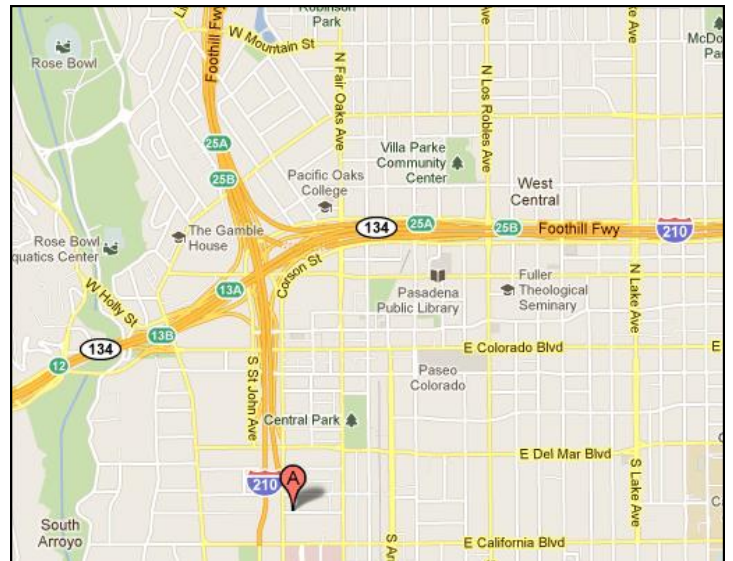 Robinson
Park
W Mountain St
Foothill Fwy
McDo
Pa
Rose Bowl
N Fair Oaks Ave
N Los Robles Ave
N Lake Ave
25A
Villa Parke
Community
Center
25B
Pacific Oaks
College
West
Central
134
25A
25B
Foothill Fwy
210
The Gamble
House
Rose Bowl
quatics Center
Corson St
Pasadena
Public Library
Fuller
Theological
Seminary
W Holly St
13A
13B
134
12
E Colorado Blvd
E
S St John Ave
Paseo
Colorado
Central Park
E Del Mar Blvd
S Lake Ave
210
A
South
Arroyo
E California Blvd